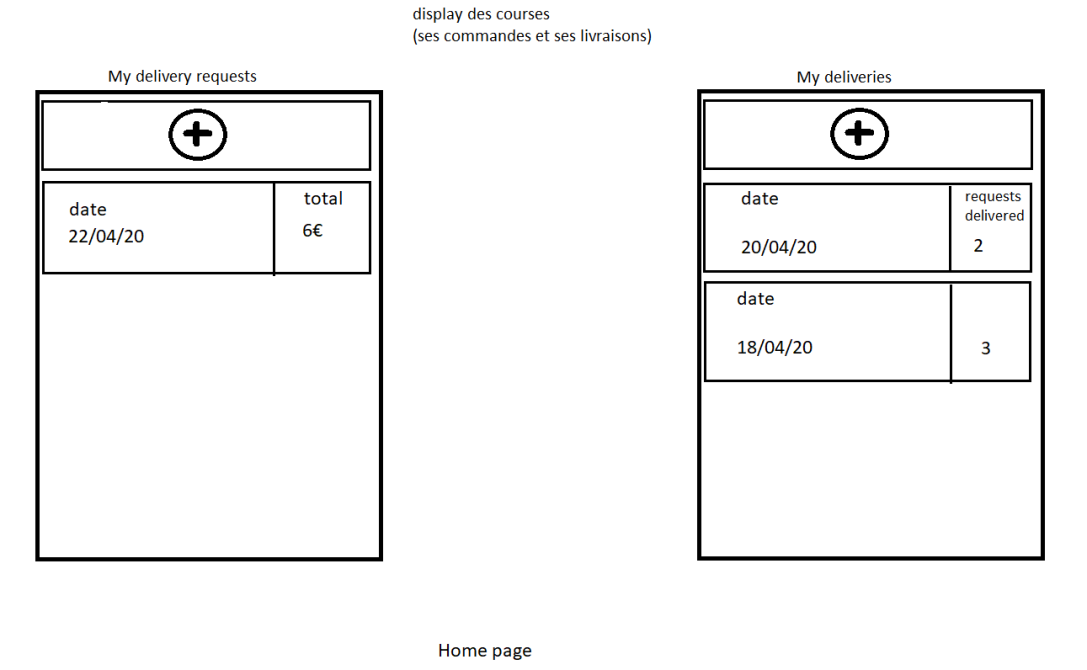 display des courses
(ses commandes et ses livraisons)
My delivery requests
date
22/04/20
total
6€
My deliveries
date
20/04/20
requests
delivered
2
date
18/04/20
3
Home page